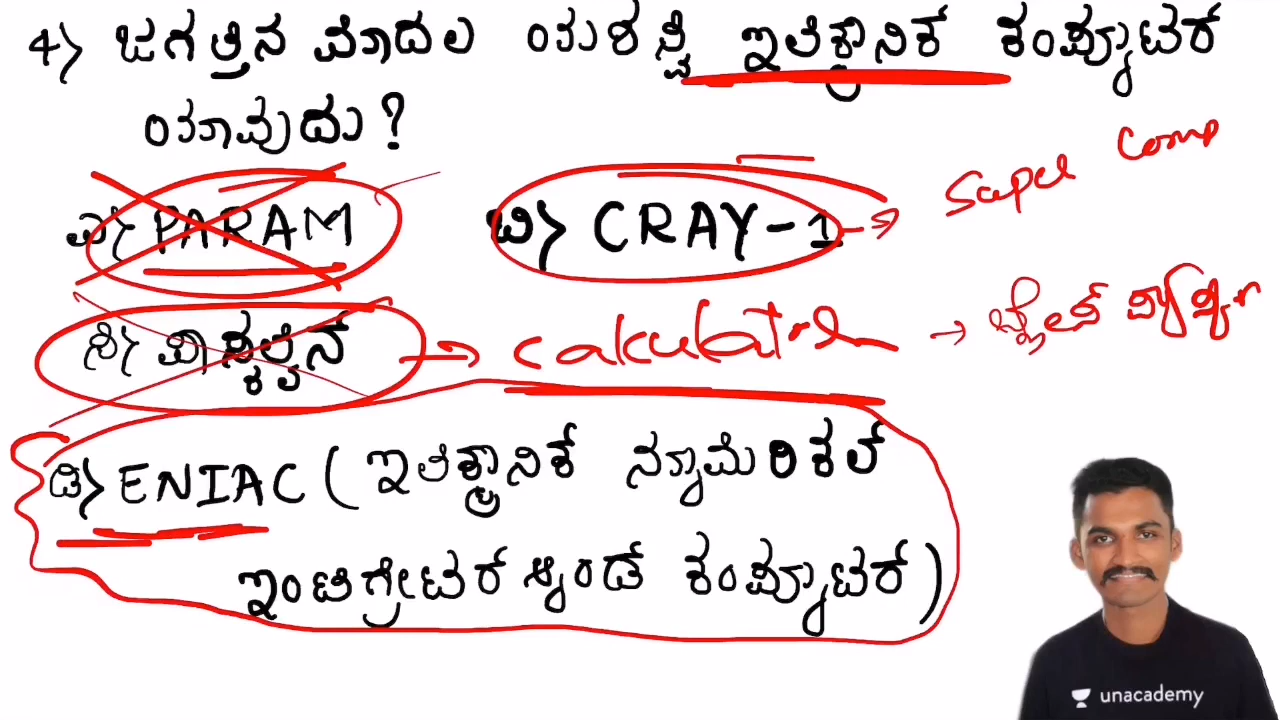 4> ಜಗತ್ತಿನ ಮೊದಲ ಯಶಸ್ವಿ ಇಲೆಕ್ಟ್ರಾನಿಕ್ ಕಂಪ್ಯೂಟರ್
ಯಾವುದು?
ಎ> PARAM
ಬಿ> CRAY-1 → Super Comp
ಸಿ> ಪಾಸ್ಕಲೈನ್ → calculator → ಬ್ಲೈಜ್ ಪಾಸ್ಕಲ್
ಡಿ> ENIAC (ಇಲೆಕ್ಟ್ರಾನಿಕ್ ನ್ಯೂಮೆರಿಕಲ್
ಇಂಟಿಗ್ರೇಟರ್ ಆ್ಯಂಡ್ ಕಂಪ್ಯೂಟರ್)
unacademy